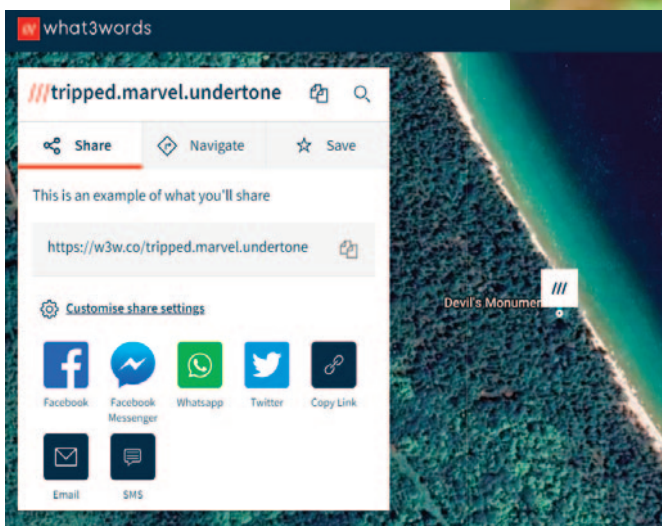 what3words
///tripped.marvel.undertone
Share Navigate Save
This is an example of what you'll share
https://w3w.co/tripped.marvel.undertone
Customise share settings
Facebook Facebook Messenger Whatsapp Twitter Copy Link
Email SMS
Devil's Monumen
///